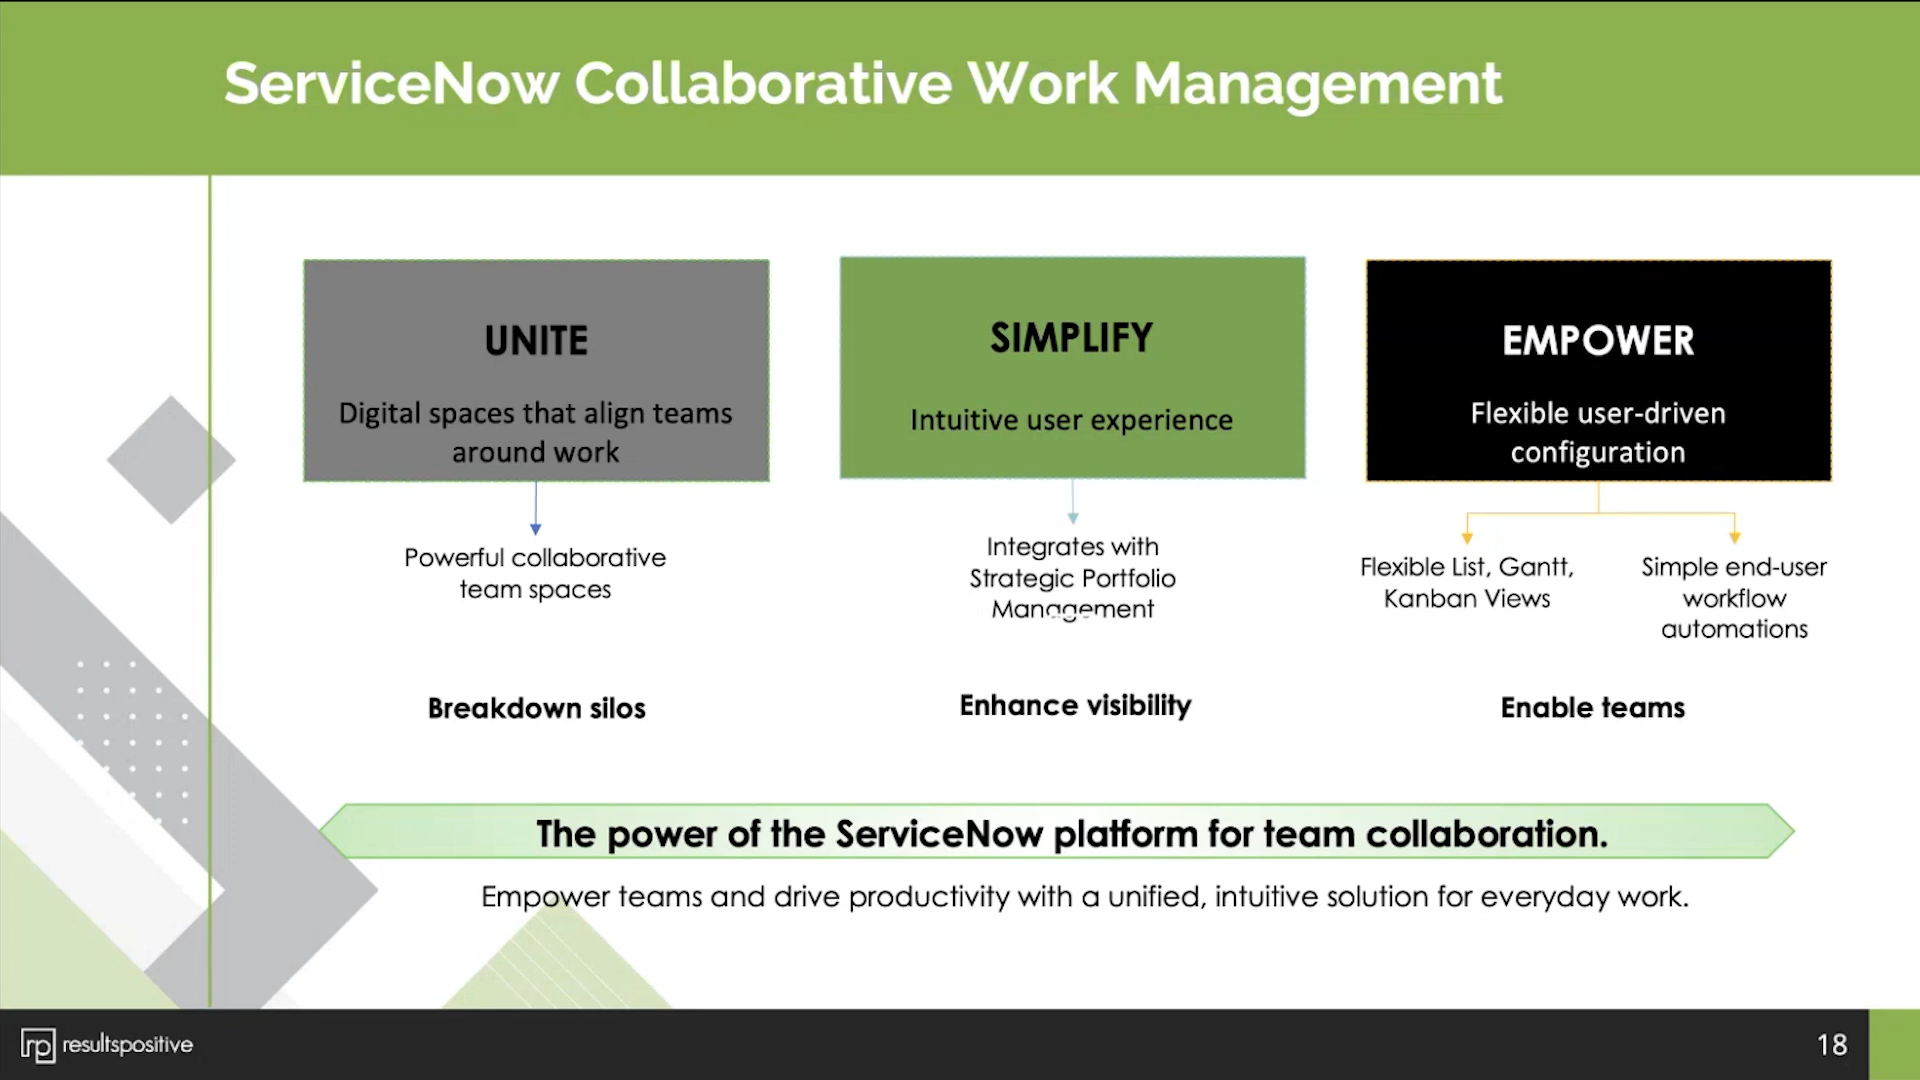 ServiceNow Collaborative Work Management
UNITE
Digital spaces that align teams
around work
Powerful collaborative
team spaces
Breakdown silos
SIMPLIFY
Intuitive user experience
Integrates with
Strategic Portfolio
Management
Enhance visibility
EMPOWER
Flexible user-driven
configuration
Flexible List, Gantt,
Kanban Views
Simple end-user
workflow
automations
Enable teams
The power of the ServiceNow platform for team collaboration.
Empower teams and drive productivity with a unified, intuitive solution for everyday work.
rp resultspositive
18